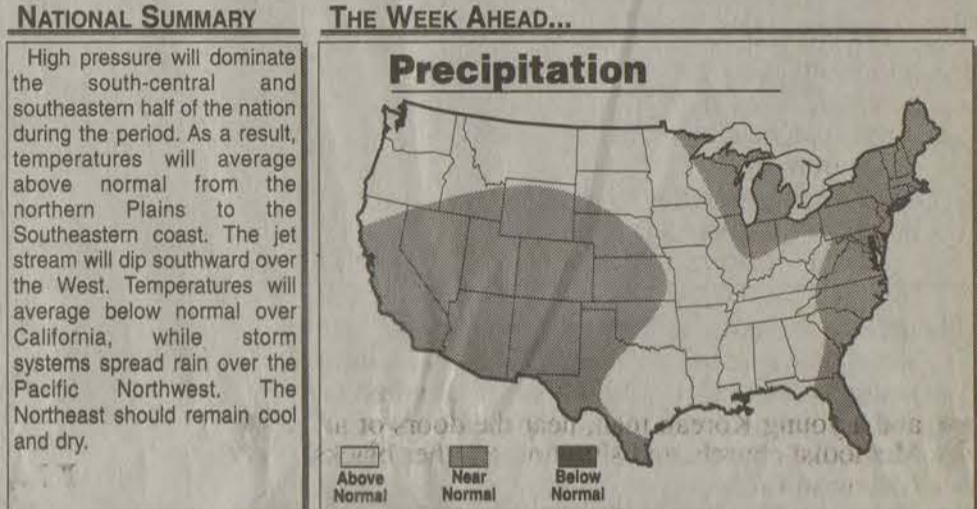 NATIONAL SUMMARY
High pressure will dominate
the south-central and
southeastern half of the nation
during the period. As a result,
temperatures will average
above normal from the
northern Plains to the
Southeastern coast. The jet
stream will dip southward over
the West. Temperatures will
average below normal over
California, while storm
systems spread rain over the
Pacific Northwest. The
Northeast should remain cool
and dry.
THE WEEK AHEAD...
Precipitation
Above
Normal
Near
Normal
Below
Normal